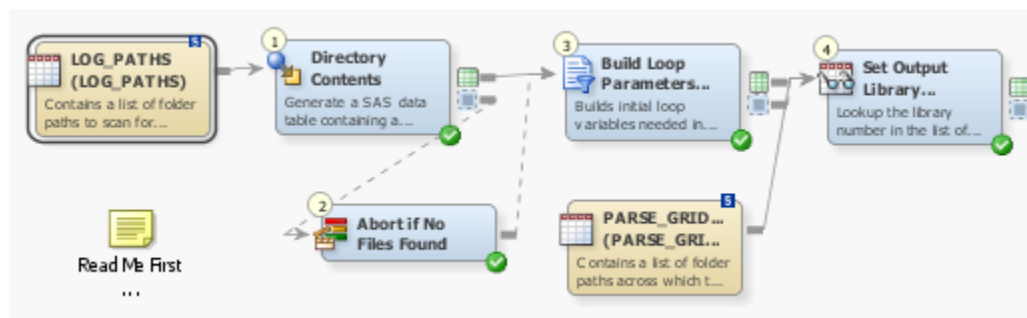 LOG_PATHS
(LOG_PATHS)
Contains a list of folder
paths to scan for...
S
1
Directory
Contents
Generate a SAS data
table containing a...
3
Build Loop
Parameters...
Builds initial loop
variables needed in...
4
Set Output
Library...
Lookup the library
number in the list of...
Read Me First
...
2
Abort if No
Files Found
S
PARSE_GRID...
(PARSE_GRI...
Contains a list of folder
paths across which t...